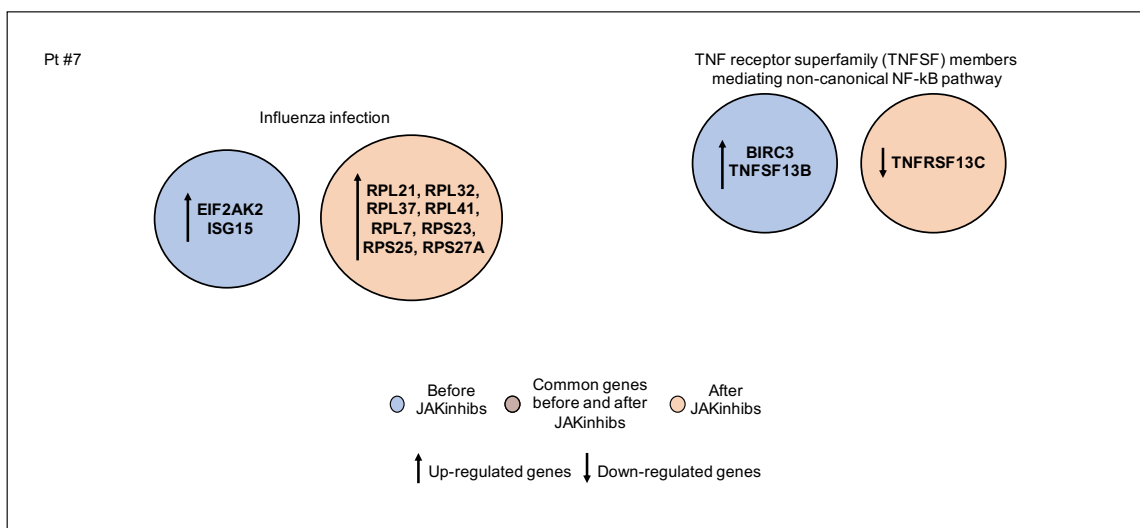 Pt #7
TNF receptor superfamily (TNFSF) members
mediating non-canonical NF-kB pathway
Influenza infection
EIF2AK2
ISG15
RPL21, RPL32,
RPL37, RPL41,
RPL7, RPS23,
RPS25, RPS27A
BIRC3
TNFSF13B
TNFRSF13C
Before
JAKinhibs
Common genes
before and after
JAKinhibs
After
JAKinhibs
Up-regulated genes
Down-regulated genes